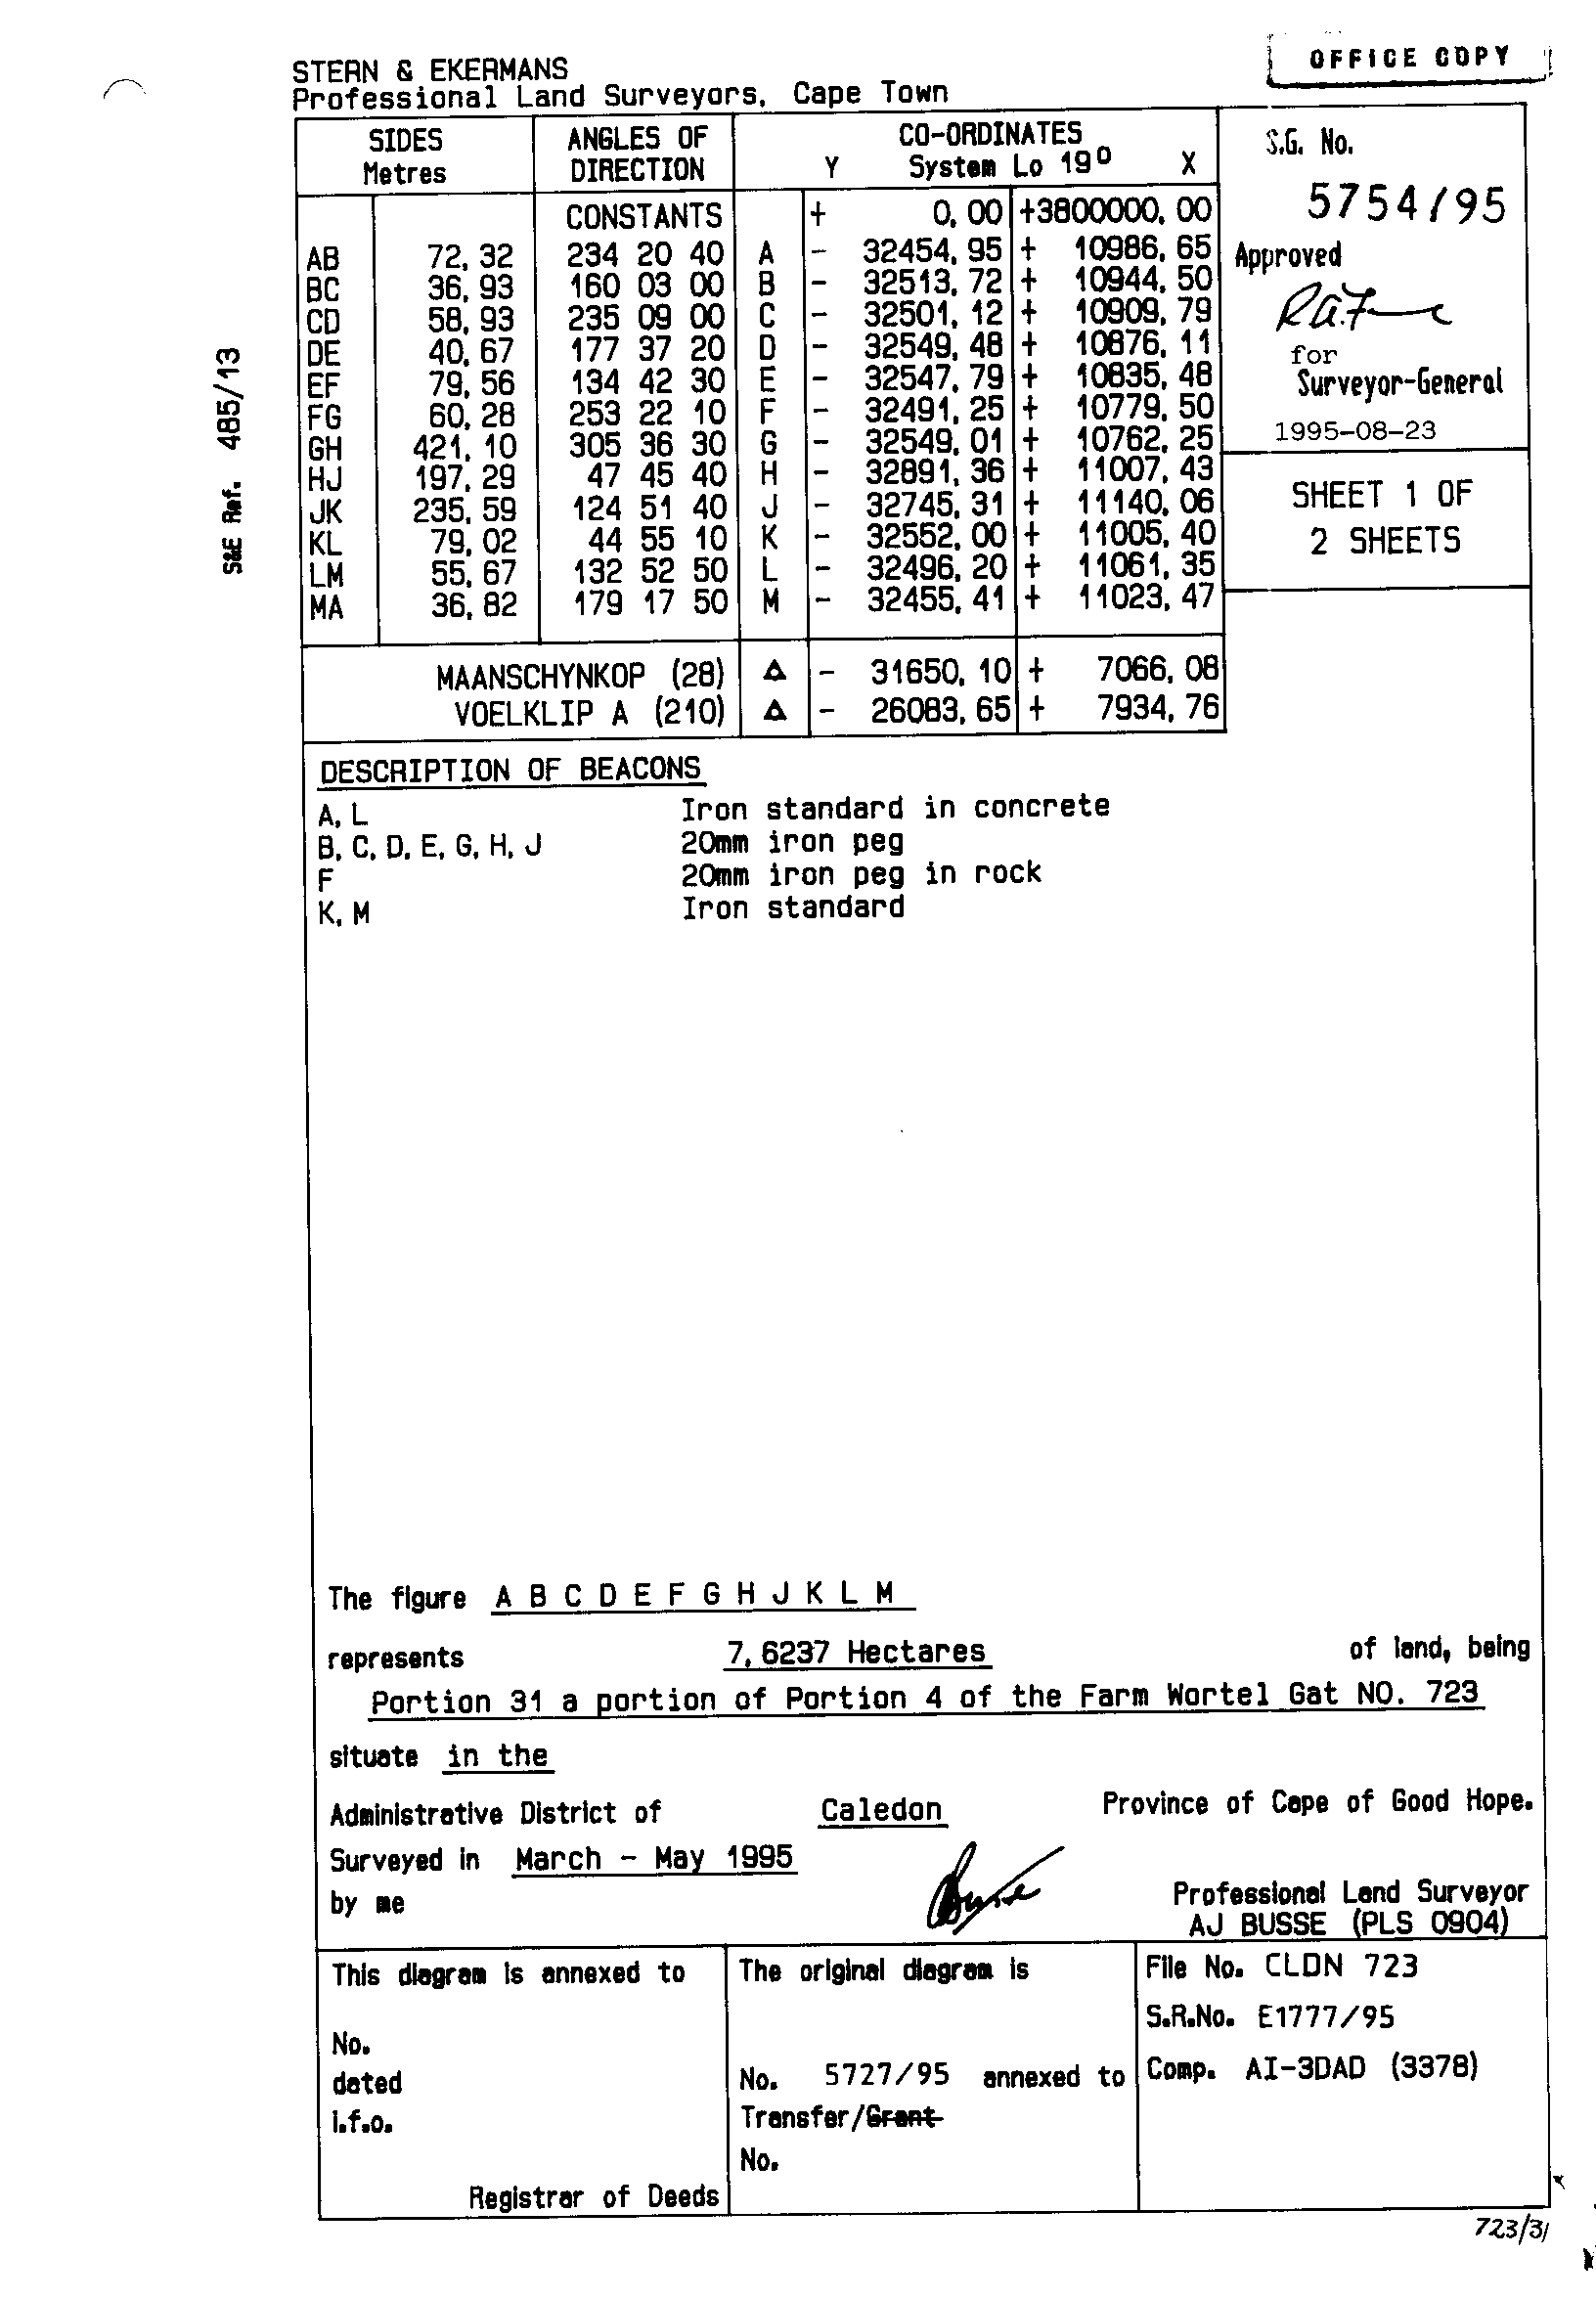 OFFICE COPY
STERN & EKERMANS
Professional Land Surveyors, Cape Town
SIDES Metres ANGLES OF DIRECTION CO-ORDINATES Y System Lo 19° X
CONSTANTS + 0,00 +3800000,00
AB 72,32 234 20 40 A - 32454,95 + 10986,65
BC 36,93 160 03 00 B - 32513,72 + 10944,50
CD 58,93 235 09 00 C - 32501,12 + 10909,79
DE 40,67 177 37 20 D - 32549,48 + 10876,11
EF 79,56 134 42 30 E - 32547,79 + 10835,48
FG 60,28 253 22 10 F - 32491,25 + 10779,50
GH 421,10 305 36 30 G - 32549,01 + 10762,25
HJ 197,29 47 45 40 H - 32891,36 + 11007,43
JK 235,59 124 51 40 J - 32745,31 + 11140,06
KL 79,02 44 55 10 K - 32552,00 + 11005,40
LM 55,67 132 52 50 L - 32496,20 + 11061,35
MA 36,82 179 17 50 M - 32455,41 + 11023,47
MAANSCHYNKOP (28) △ - 31650,10 + 7066,08
VOELKLIP A (210) △ - 26083,65 + 7934,76
S.G. No.
5754/95
Approved
for
Surveyor-General
1995-08-23
SHEET 1 OF
2 SHEETS
S&E Ref. 485/13
DESCRIPTION OF BEACONS
A, L Iron standard in concrete
B, C, D, E, G, H, J 20mm iron peg
F 20mm iron peg in rock
K, M Iron standard
The figure A B C D E F G H J K L M
represents 7,6237 Hectares of land, being
Portion 31 a portion of Portion 4 of the Farm Wortel Gat NO. 723
situate in the
Administrative District of Caledon Province of Cape of Good Hope.
Surveyed in March - May 1995
by me Busse Professional Land Surveyor
AJ BUSSE (PLS 0904)
This diagram is annexed to
No.
dated
i.f.o.
Registrar of Deeds
The original diagram is
No. 5727/95 annexed to
Transfer/Grant
No.
File No. CLDN 723
S.R.No. E1777/95
Comp. AI-3DAD (3378)
723/31